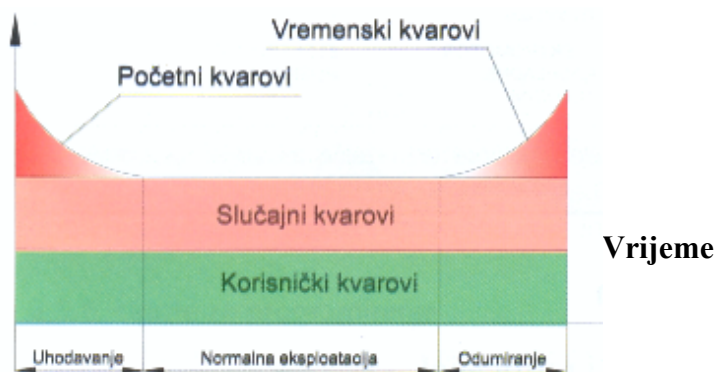 Vremenski kvarovi
Početni kvarovi
Slučajni kvarovi
Vrijeme
Korisnički kvarovi
Uhodavanje
Normalna eksploatacija
Odumiranje